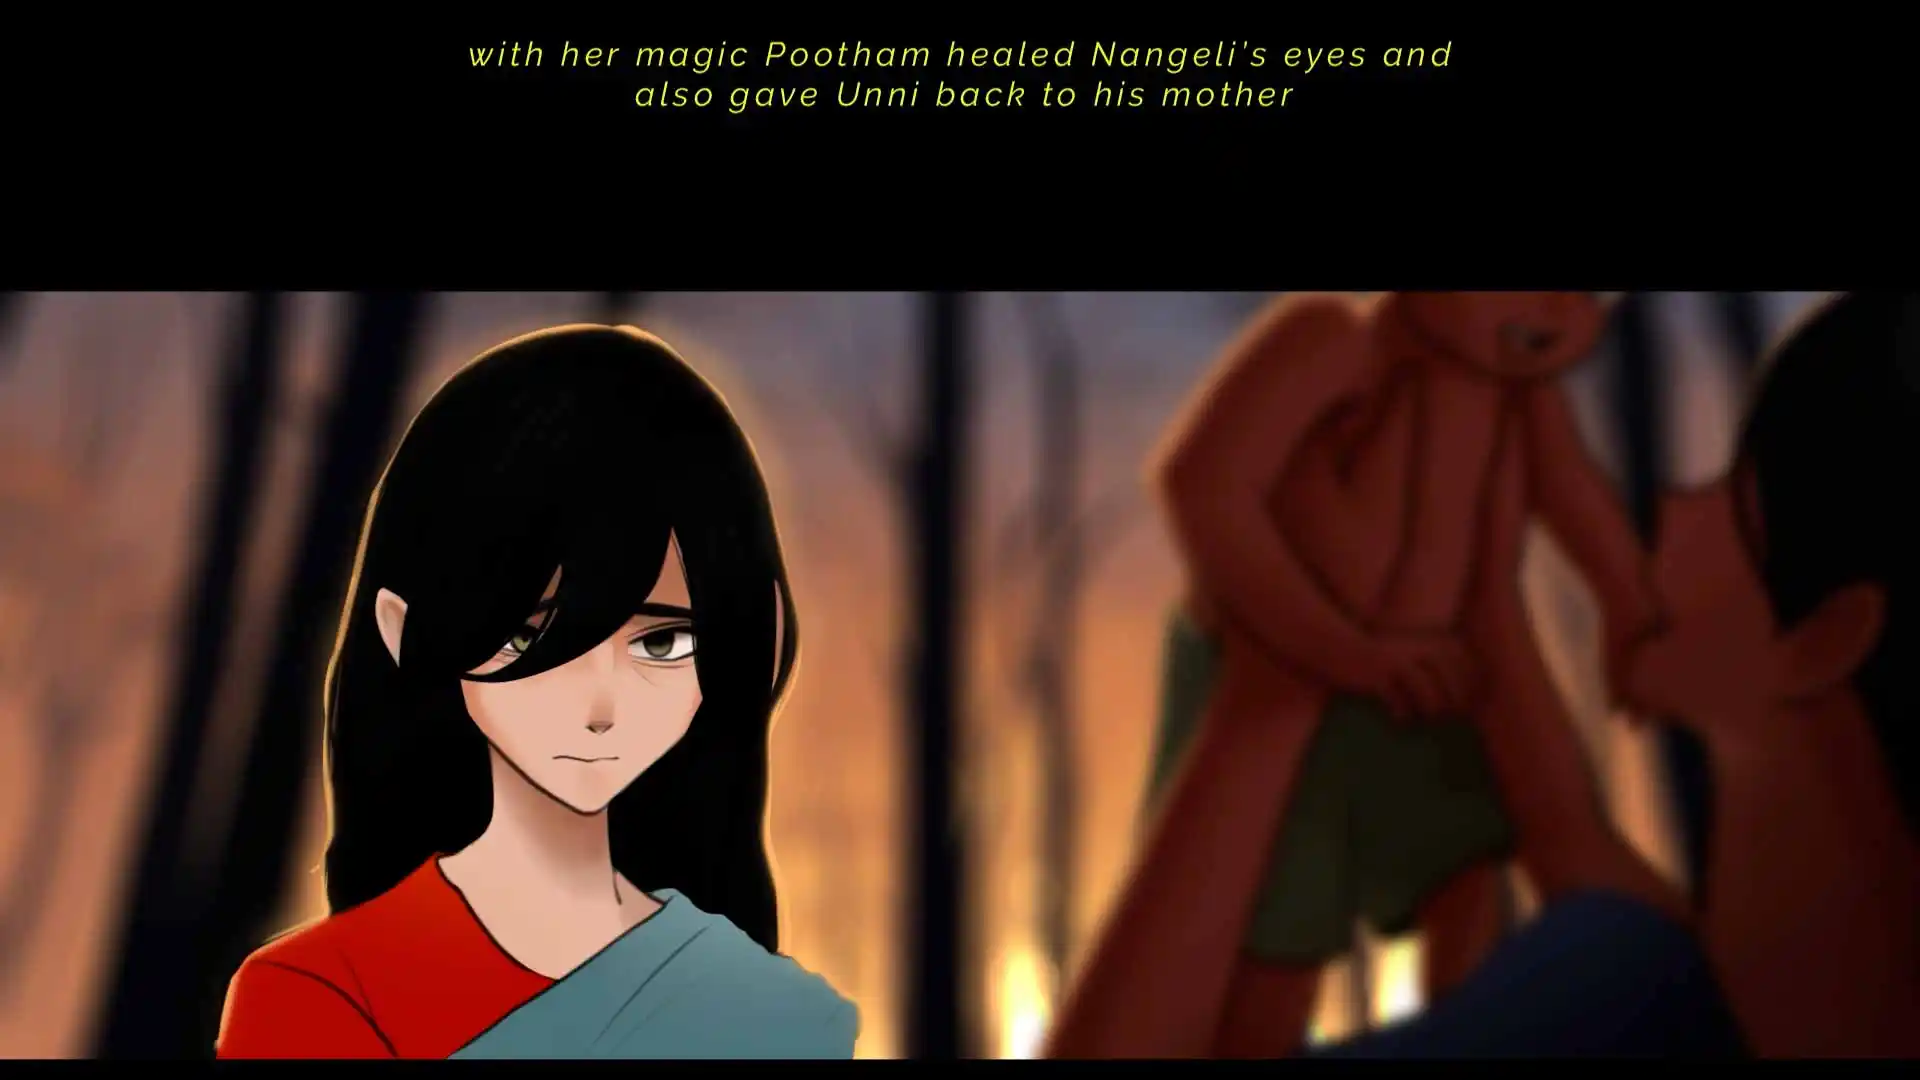 with her magic Pootham healed Nangeli's eyes and
also gave Unni back to his mother